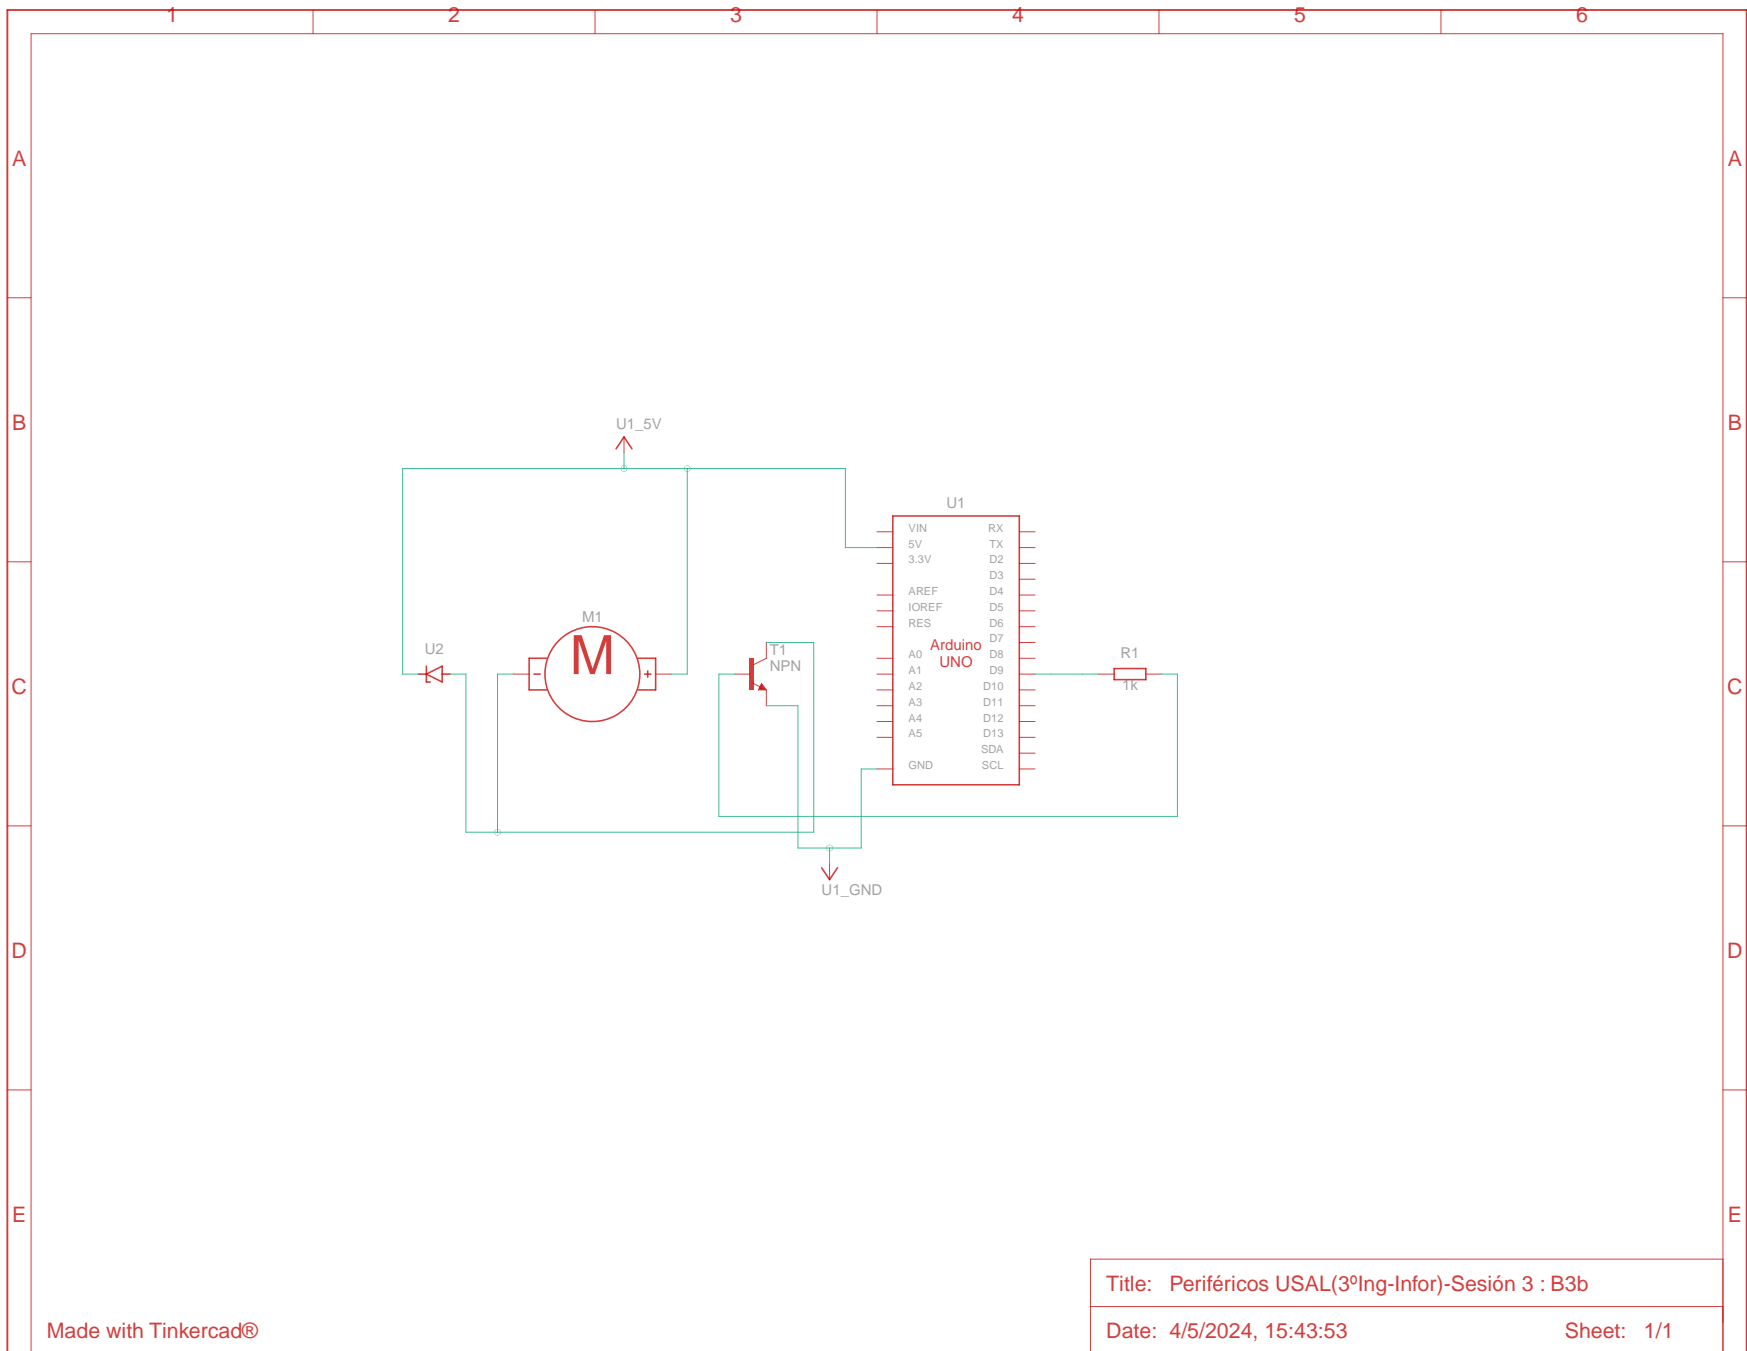 1 2 3 4 5 6
A A
B B
U1_5V
U1
VIN RX
5V TX
3.3V D2
D3
AREF D4
IOREF D5
RES D6
D7
Arduino
UNO
A0 D8
A1 D9
A2 D10
A3 D11
A4 D12
A5 D13
SDA
GND SCL
M1
M
- +
U2
T1
NPN
R1
1k
C C
U1_GND
D D
E E
Title: Periféricos USAL(3ºIng-Infor)-Sesión 3 : B3b
Made with Tinkercad®
Date: 4/5/2024, 15:43:53 Sheet: 1/1